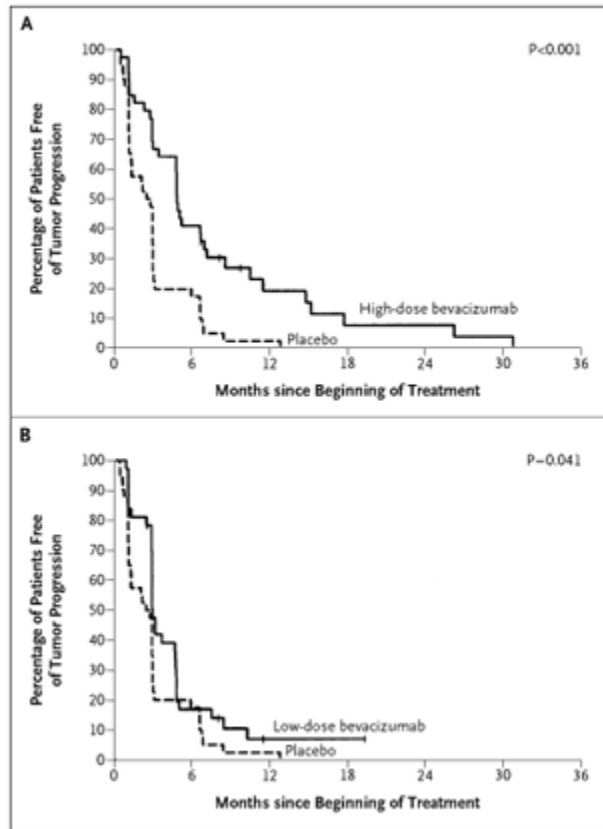 A
P<0.001
100
90
80
70
60
50
40
30
20
10
0
Percentage of Patients Free
of Tumor Progression
High-dose bevacizumab
Placebo
0 6 12 18 24 30 36
Months since Beginning of Treatment
B
P=0.041
100
90
80
70
60
50
40
30
20
10
0
Percentage of Patients Free
of Tumor Progression
Low-dose bevacizumab
Placebo
0 6 12 18 24 30 36
Months since Beginning of Treatment